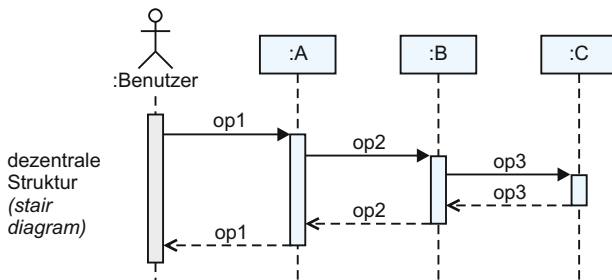 :Benutzer
:A
:B
:C
op1
op2
op3
op3
op2
op1
dezentrale
Struktur
(stair
diagram)